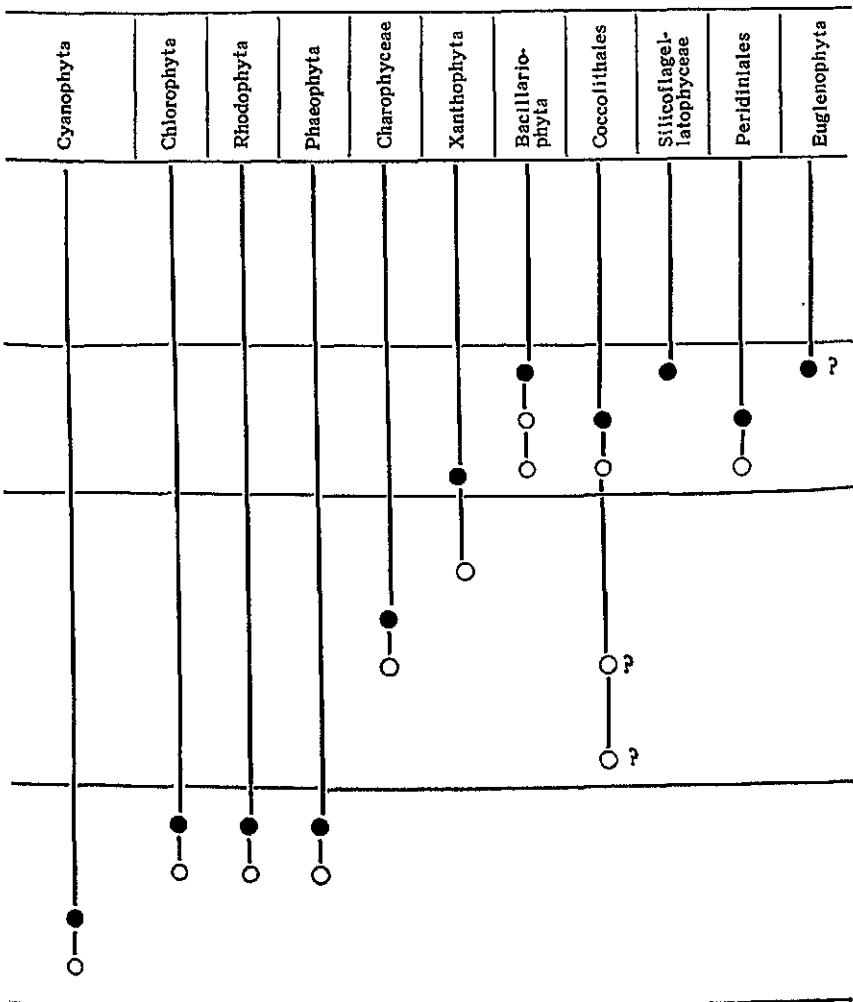 Cyanophyta
Chlorophyta
Rhodophyta
Phaeophyta
Charophyceae
Xanthophyta
Bacillario-
phyta
Coccolithales
Silicoflagel-
latophyceae
Peridiniales
Euglenophyta
?
?
?